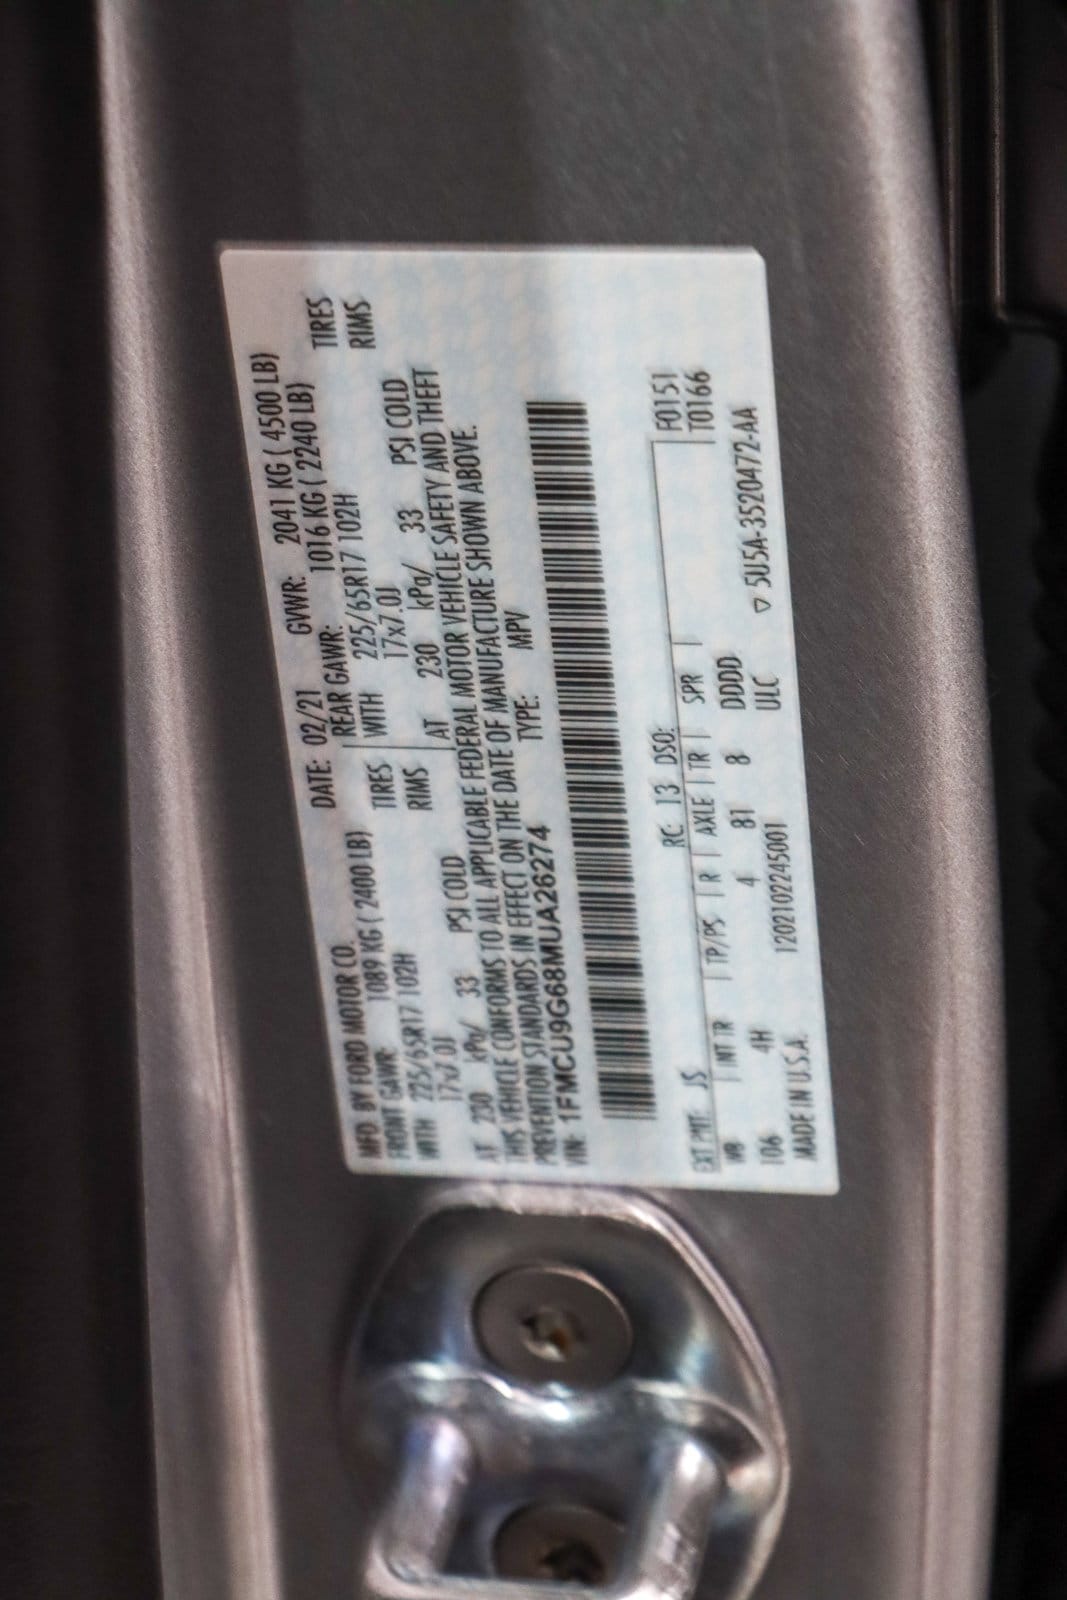 MFD. BY FORD MOTOR CO. DATE: 02/21 GVWR: 2041 KG ( 4500 LB)
FRONT GAWR: 1089 KG ( 2400 LB) REAR GAWR: 1016 KG ( 2240 LB)
WITH 225/65R17 102H TIRES WITH 225/65R17 102H TIRES
17x7.0J RIMS 17x7.0J RIMS
AT 230 kPa/ 33 PSI COLD AT 230 kPa/ 33 PSI COLD
THIS VEHICLE CONFORMS TO ALL APPLICABLE FEDERAL MOTOR VEHICLE SAFETY AND THEFT
PREVENTION STANDARDS IN EFFECT ON THE DATE OF MANUFACTURE SHOWN ABOVE.
VIN: 1FMCU9G68MUA26274 TYPE: MPV
EXT PNT: JS RC: 13 DSO: F0151
WB INT TR TP/PS R AXLE TR SPR T0166
106 4H 4 81 8 DDDD
MADE IN U.S.A. 1202102245001 ULC ▽ 5U5A-3520472-AA